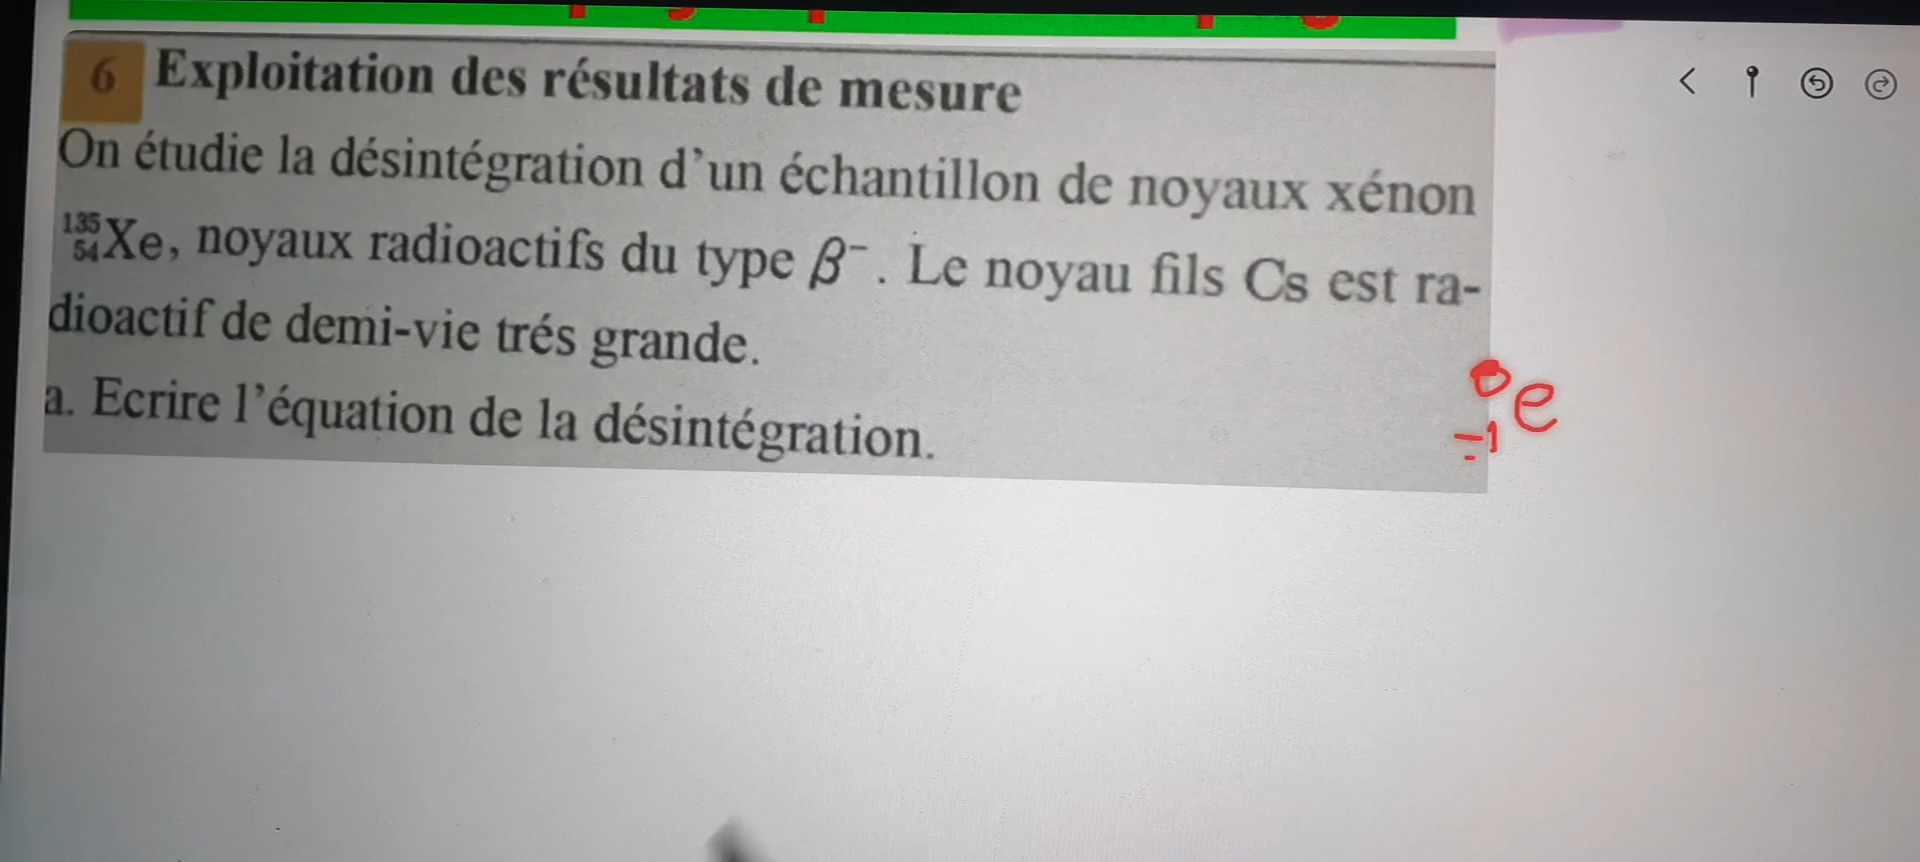 6 Exploitation des résultats de mesure
On étudie la désintégration d'un échantillon de noyaux xénon
¹³⁵₅₄Xe, noyaux radioactifs du type β⁻. Le noyau fils Cs est ra-
dioactif de demi-vie trés grande.
a. Ecrire l'équation de la désintégration.
⁰₋₁e